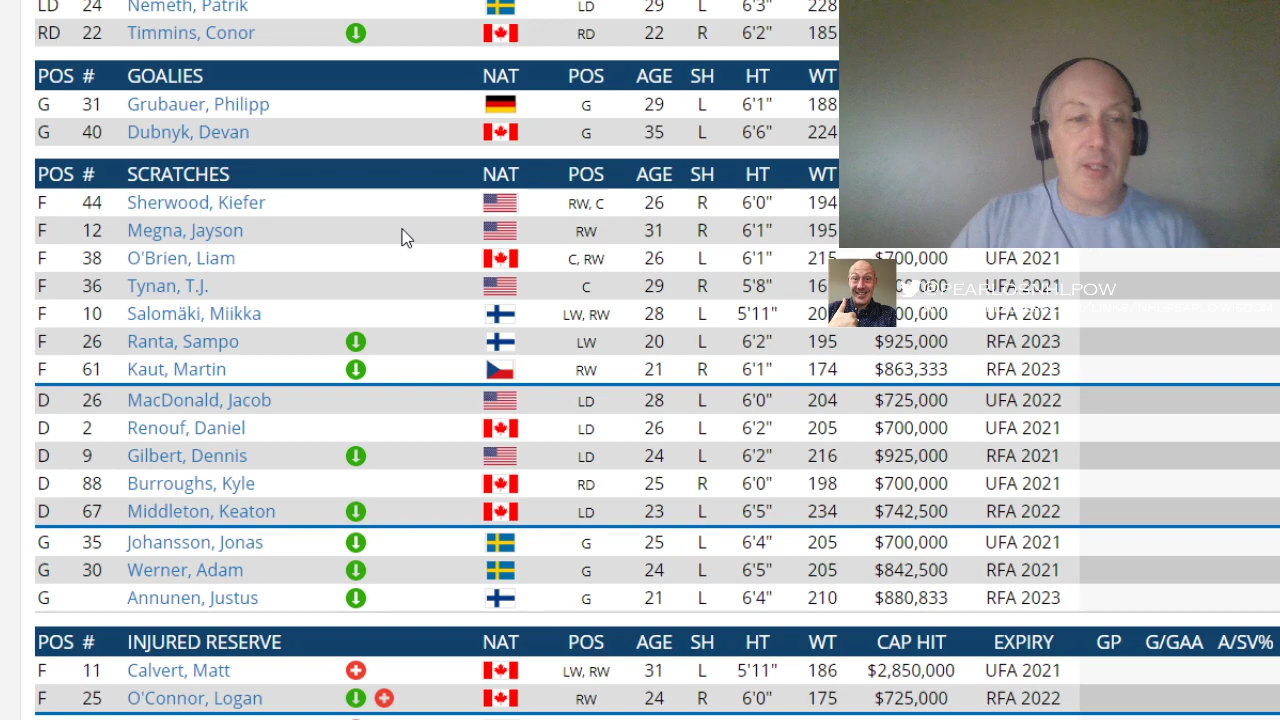 LD 24 Nemeth, Patrik LD 29 L 6'3" 228
RD 22 Timmins, Conor RD 22 R 6'2" 185
POS # GOALIES NAT POS AGE SH HT WT
G 31 Grubauer, Philipp G 29 L 6'1" 188
G 40 Dubnyk, Devan G 35 L 6'6" 224
POS # SCRATCHES NAT POS AGE SH HT WT
F 44 Sherwood, Kiefer RW, C 26 R 6'0" 194
F 12 Megna, Jayson RW 31 R 6'1" 195
F 38 O'Brien, Liam C, RW 26 L 6'1" 215 $700,000 UFA 2021
F 36 Tynan, T.J. C 29 R 5'8"
F 10 Salomäki, Miikka LW, RW 28 L 5'11" UFA 2021
F 26 Ranta, Sampo LW 20 L 6'2" 195 $925,000 RFA 2023
F 61 Kaut, Martin RW 21 R 6'1" 174 $863,333 RFA 2023
D 26 MacDonald, Jacob LD 28 L 6'0" 204 $725,000 UFA 2022
D 2 Renouf, Daniel LD 26 L 6'2" 205 $700,000 UFA 2021
D 9 Gilbert, Dennis LD 24 L 6'2" 216 $925,000 RFA 2021
D 88 Burroughs, Kyle RD 25 R 6'0" 198 $700,000 UFA 2021
D 67 Middleton, Keaton LD 23 L 6'5" 234 $742,500 RFA 2022
G 35 Johansson, Jonas G 25 L 6'4" 205 $700,000 UFA 2021
G 30 Werner, Adam G 24 L 6'5" 205 $842,500 RFA 2021
G Annunen, Justus G 21 L 6'4" 210 $880,833 RFA 2023
POS # INJURED RESERVE NAT POS AGE SH HT WT CAP HIT EXPIRY GP G/GAA A/SV%
F 11 Calvert, Matt LW, RW 31 L 5'11" 186 $2,850,000 UFA 2021
F 25 O'Connor, Logan RW 24 R 6'0" 175 $725,000 RFA 2022